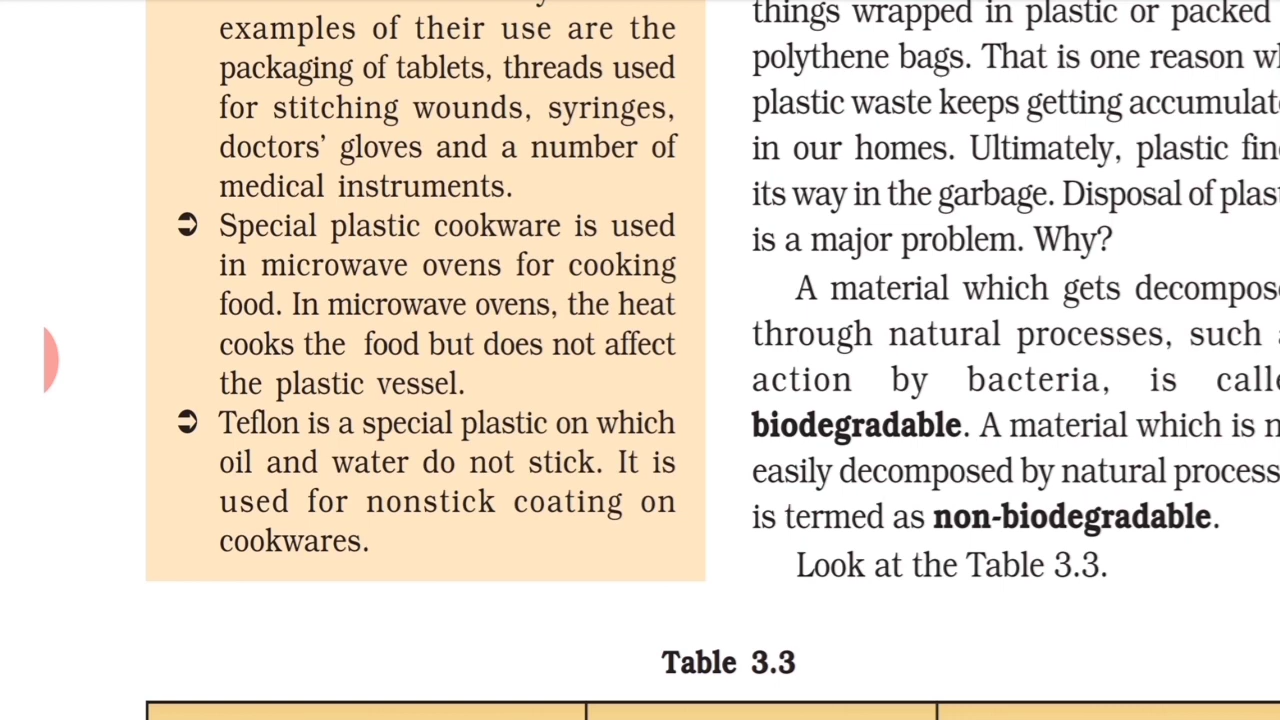 examples of their use are the
packaging of tablets, threads used
for stitching wounds, syringes,
doctors’ gloves and a number of
medical instruments.
➲ Special plastic cookware is used
in microwave ovens for cooking
food. In microwave ovens, the heat
cooks the food but does not affect
the plastic vessel.
➲ Teflon is a special plastic on which
oil and water do not stick. It is
used for nonstick coating on
cookwares.
things wrapped in plastic or packed
polythene bags. That is one reason
plastic waste keeps getting
in our homes. Ultimately, plastic
its way in the garbage. Disposal of
is a major problem. Why?
A material which gets
through natural processes, such
action by bacteria, is
biodegradable. A material which is
easily decomposed by natural
is termed as non-biodegradable.
Look at the Table 3.3.
Table 3.3